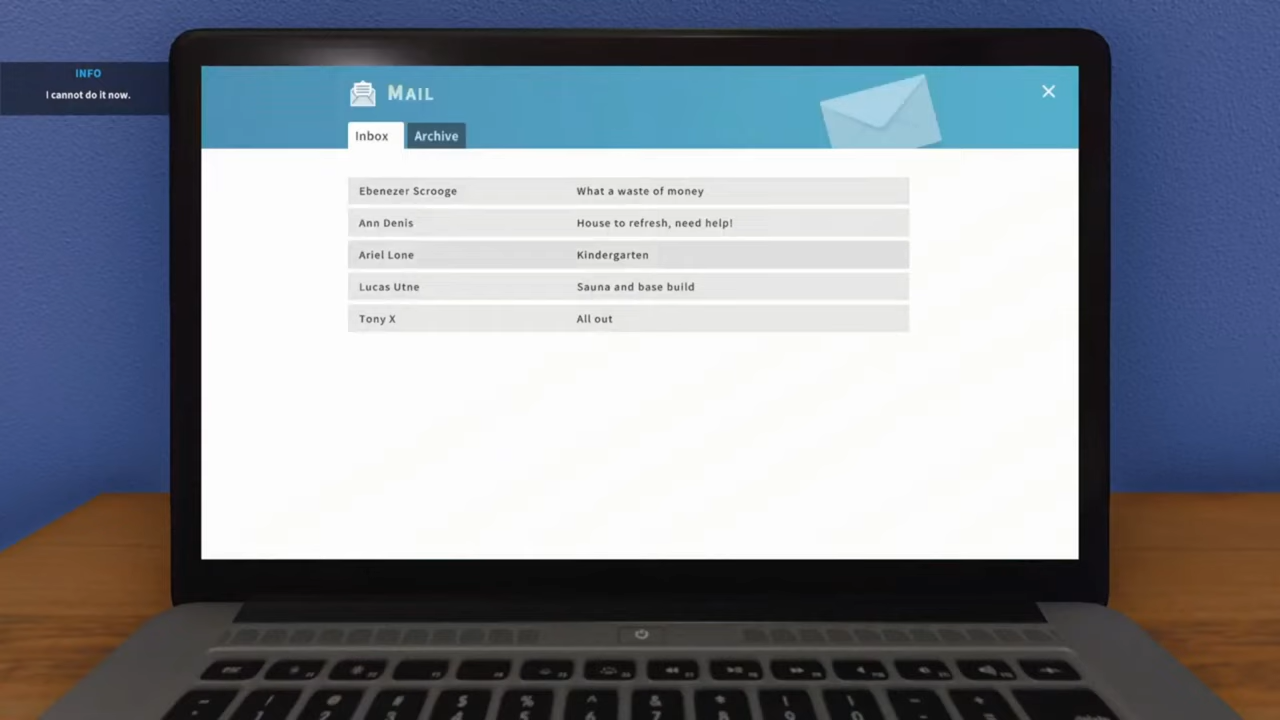 INFO
I cannot do it now.
MAIL
Inbox Archive
Ebenezer Scrooge What a waste of money
Ann Denis House to refresh, need help!
Ariel Lone Kindergarten
Lucas Utne Sauna and base build
Tony X All out